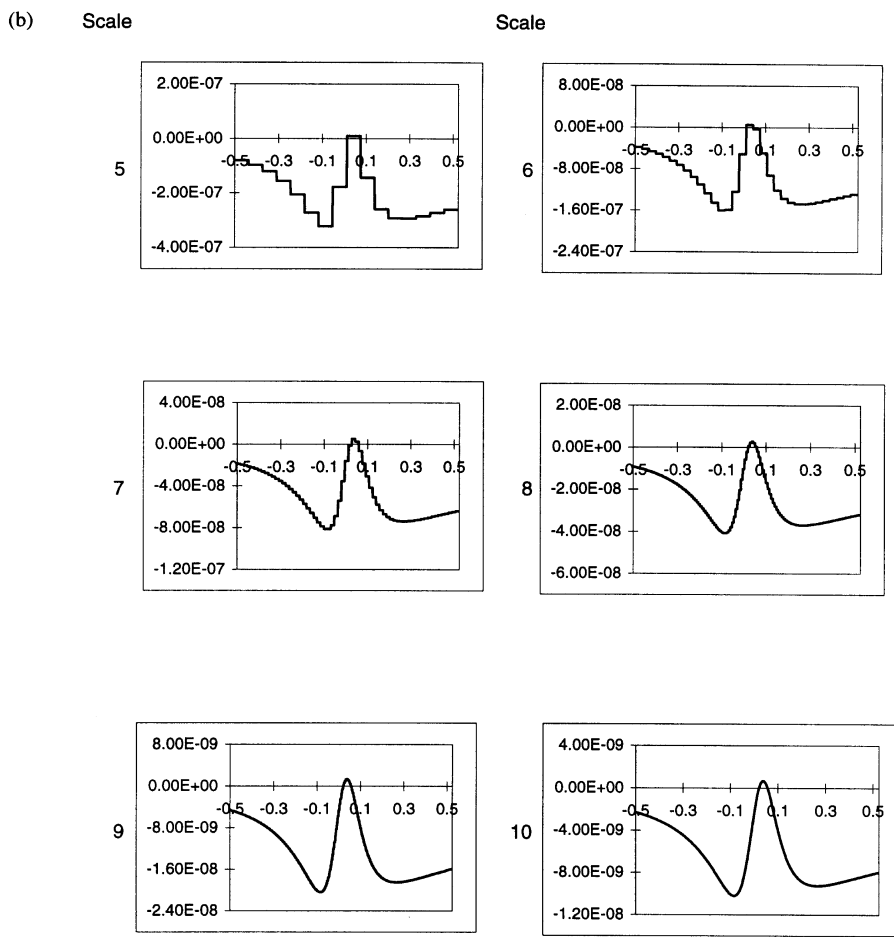 (b) Scale Scale
5
2.00E-07
0.00E+00
-0.5 -0.3 -0.1 0.1 0.3 0.5
-2.00E-07
-4.00E-07
6
8.00E-08
0.00E+00
-0.5 -0.3 -0.1 0.1 0.3 0.5
-8.00E-08
-1.60E-07
-2.40E-07
7
4.00E-08
0.00E+00
-0.5 -0.3 -0.1 0.1 0.3 0.5
-4.00E-08
-8.00E-08
-1.20E-07
8
2.00E-08
0.00E+00
-0.5 -0.3 -0.1 0.1 0.3 0.5
-2.00E-08
-4.00E-08
-6.00E-08
9
8.00E-09
0.00E+00
-0.5 -0.3 -0.1 0.1 0.3 0.5
-8.00E-09
-1.60E-08
-2.40E-08
10
4.00E-09
0.00E+00
-0.5 -0.3 -0.1 0.1 0.3 0.5
-4.00E-09
-8.00E-09
-1.20E-08